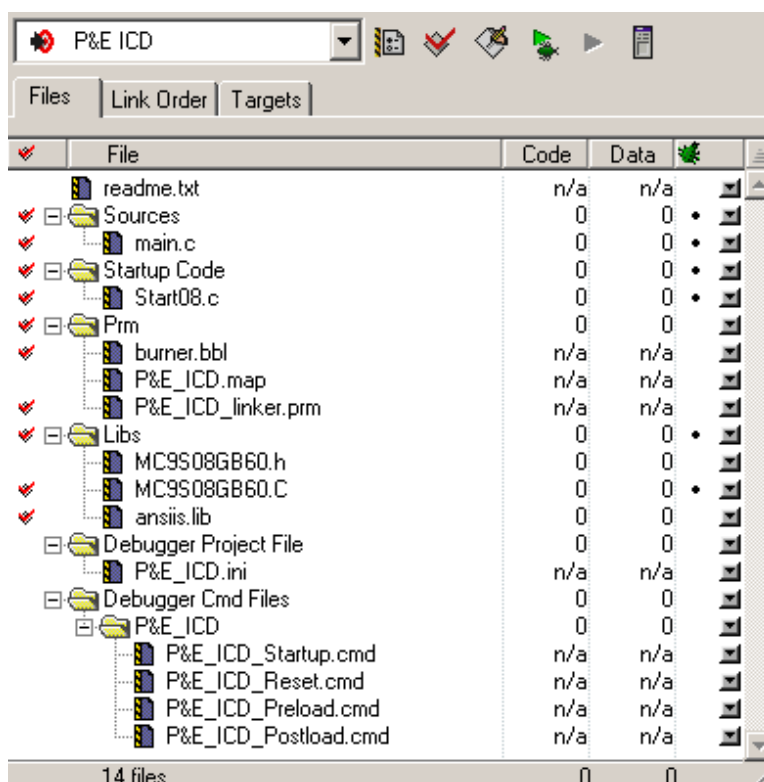 P&E ICD
Files Link Order Targets
File Code Data
readme.txt n/a n/a
Sources 0 0
main.c 0 0
Startup Code 0 0
Start08.c 0 0
Prm 0 0
burner.bbl n/a n/a
P&E_ICD.map n/a n/a
P&E_ICD_linker.prm n/a n/a
Libs 0 0
MC9S08GB60.h 0 0
MC9S08GB60.C 0 0
ansiis.lib 0 0
Debugger Project File 0 0
P&E_ICD.ini n/a n/a
Debugger Cmd Files 0 0
P&E_ICD 0 0
P&E_ICD_Startup.cmd n/a n/a
P&E_ICD_Reset.cmd n/a n/a
P&E_ICD_Preload.cmd n/a n/a
P&E_ICD_Postload.cmd n/a n/a
14 files 0 0